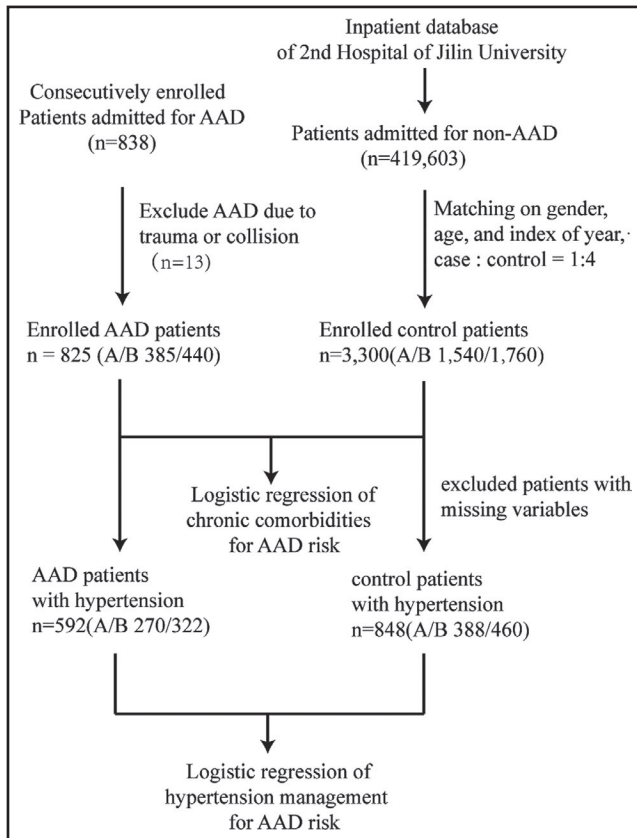 Inpatient database
of 2nd Hospital of Jilin University
Consecutively enrolled
Patients admitted for AAD
(n=838)
Patients admitted for non-AAD
(n=419,603)
Exclude AAD due to
trauma or collision
(n=13)
Matching on gender,
age, and index of year,
case : control = 1:4
Enrolled AAD patients
n = 825 (A/B 385/440)
Enrolled control patients
n=3,300(A/B 1,540/1,760)
Logistic regression of
chronic comorbidities
for AAD risk
excluded patients with
missing variables
AAD patients
with hypertension
n=592(A/B 270/322)
control patients
with hypertension
n=848(A/B 388/460)
Logistic regression of
hypertension management
for AAD risk